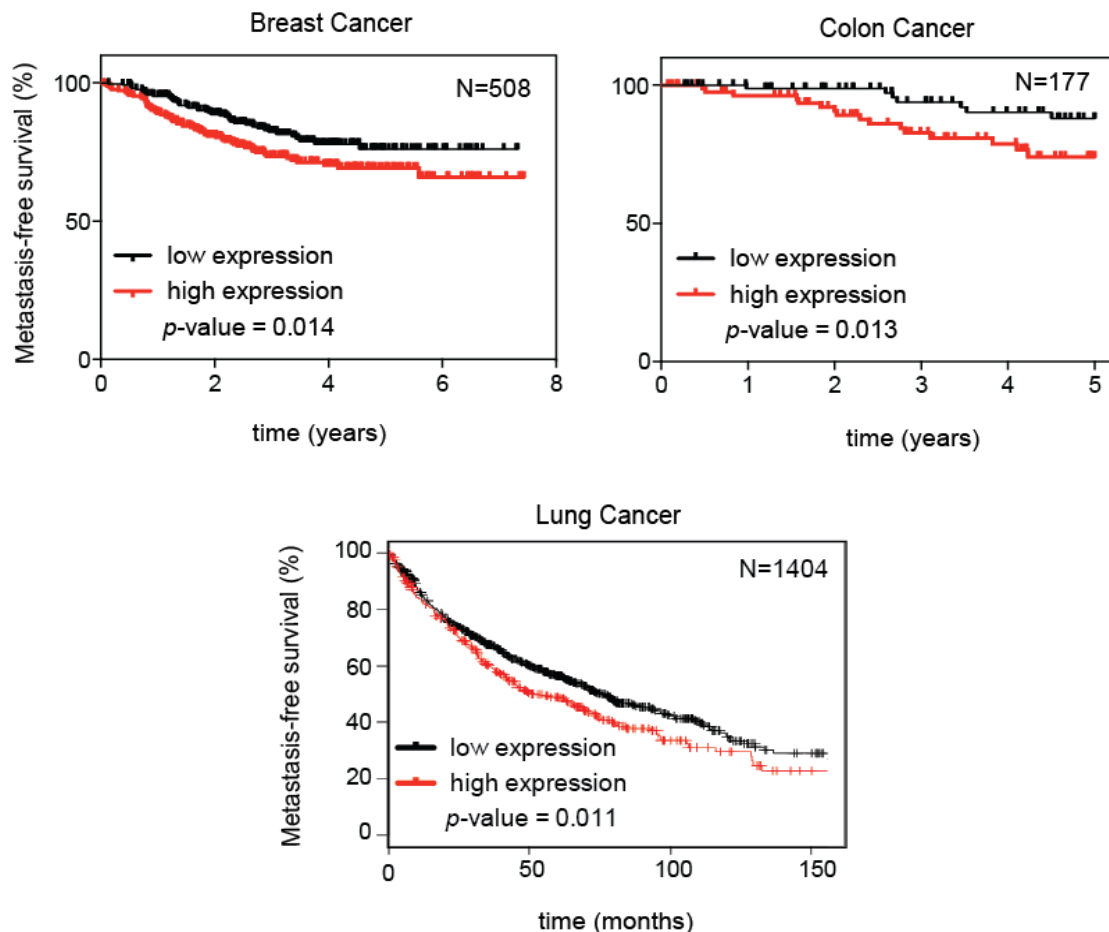 Breast Cancer
Metastasis-free survival (%)
100
50
0
N=508
low expression
high expression
p-value = 0.014
0 2 4 6 8
time (years)
Colon Cancer
100
50
0
N=177
low expression
high expression
p-value = 0.013
0 1 2 3 4 5
time (years)
Lung Cancer
Metastasis-free survival (%)
100
80
60
40
20
0
N=1404
low expression
high expression
p-value = 0.011
0 50 100 150
time (months)